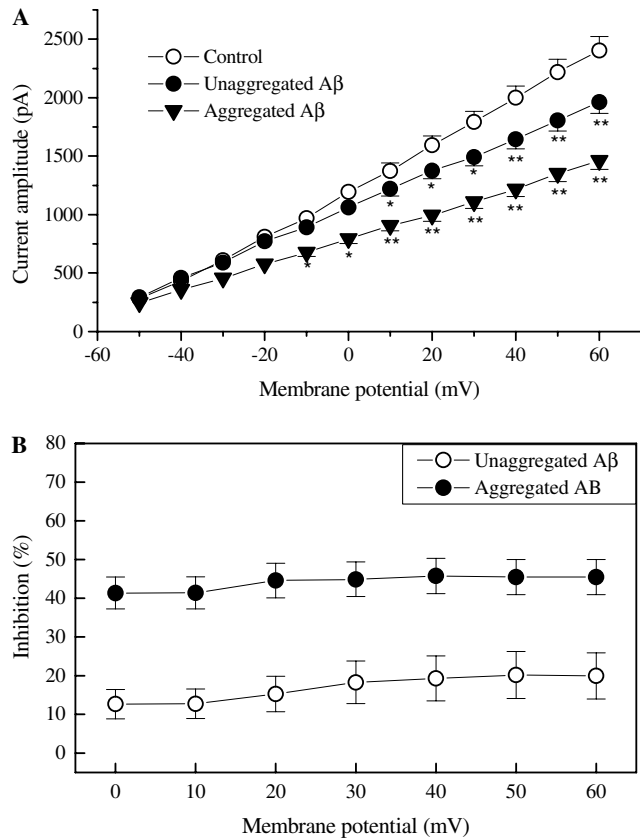 A
Control
Unaggregated Aβ
Aggregated Aβ
Current amplitude (pA)
2500
2000
1500
1000
500
0
* * * ** ** **
* * ** ** ** ** ** **
-60 -40 -20 0 20 40 60
Membrane potential (mV)
B
Unaggregated Aβ
Aggregated AB
Inhibition (%)
80
70
60
50
40
30
20
10
0
0 10 20 30 40 50 60
Membrane potential (mV)